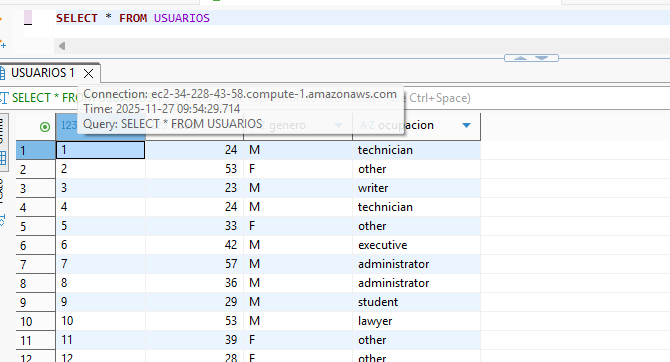 SELECT * FROM USUARIOS
USUARIOS 1
SELECT * FRO
Ctrl+Space)
Connection: ec2-34-228-43-58.compute-1.amazonaws.com
Time: 2025-11-27 09:54:29.714
Query: SELECT * FROM USUARIOS
123 genero AZ ocupacion
1 1 24 M technician
2 2 53 F other
3 3 23 M writer
4 4 24 M technician
5 5 33 F other
6 6 42 M executive
7 7 57 M administrator
8 8 36 M administrator
9 9 29 M student
10 10 53 M lawyer
11 11 39 F other
12 12 28 F other